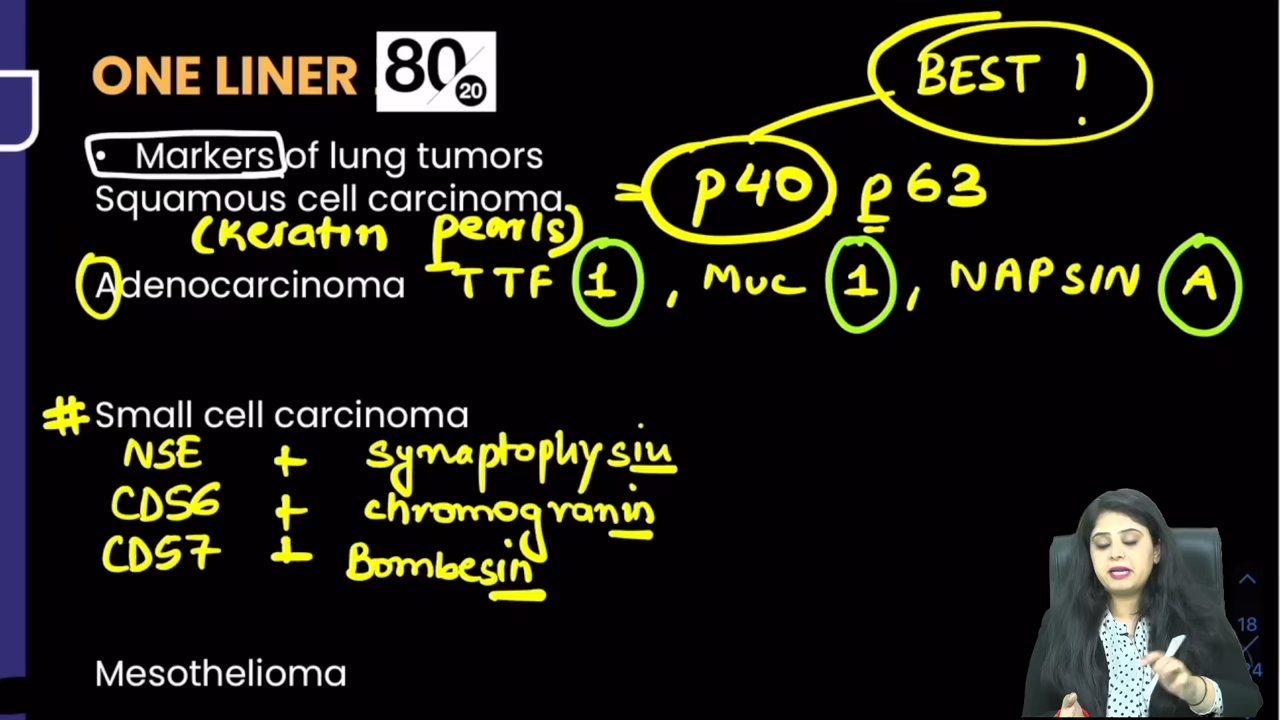 ONE LINER 80/20
BEST !
• Markers of lung tumors
Squamous cell carcinoma = p40 p63
(Keratin pearls)
Adenocarcinoma TTF 1 , Muc 1 , NAPSIN A
# Small cell carcinoma
NSE + synaptophysin
CD56 + chromogranin
CD57 + Bombesin
Mesothelioma
18